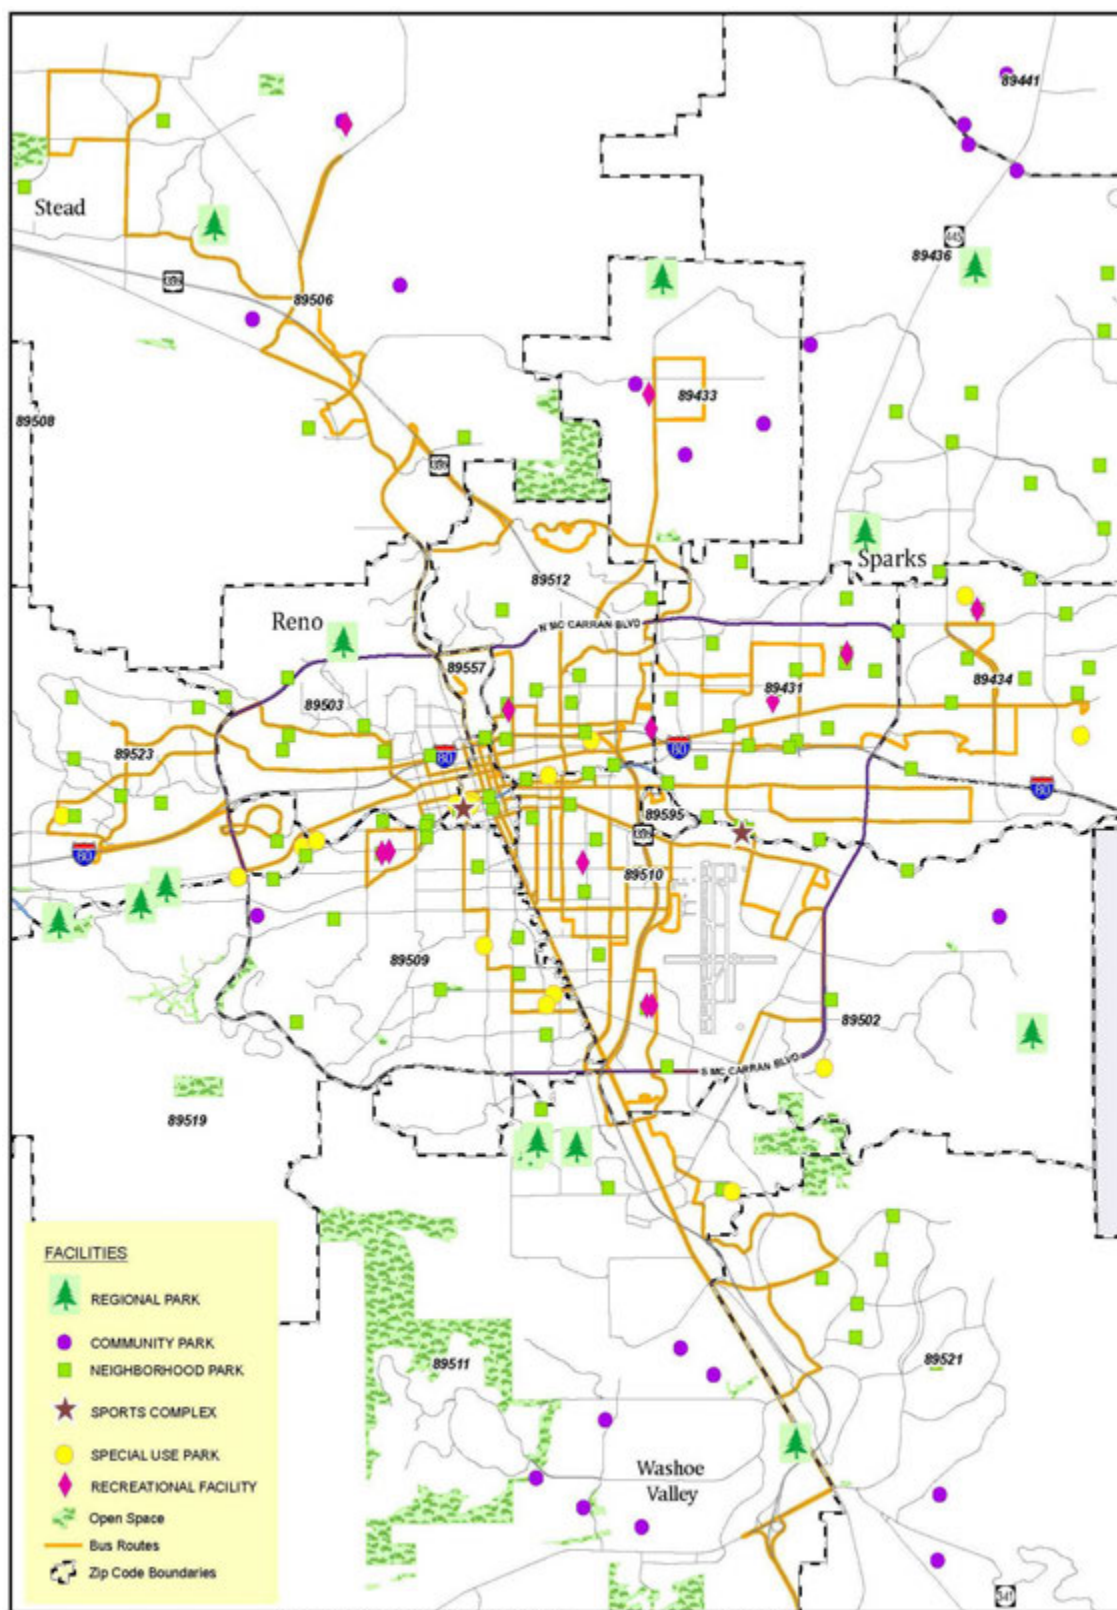 89441
Stead
445
89436
395
89506
89433
89508
395
Sparks
89512
Reno
N MC CARRAN BLVD
89557
89431
89434
89503
89523
80
80
80
89595
395
80
89510
89509
89502
S MC CARRAN BLVD
89519
FACILITIES
REGIONAL PARK
COMMUNITY PARK
NEIGHBORHOOD PARK
SPORTS COMPLEX
SPECIAL USE PARK
RECREATIONAL FACILITY
Open Space
Bus Routes
Zip Code Boundaries
89511
89521
Washoe
Valley
341